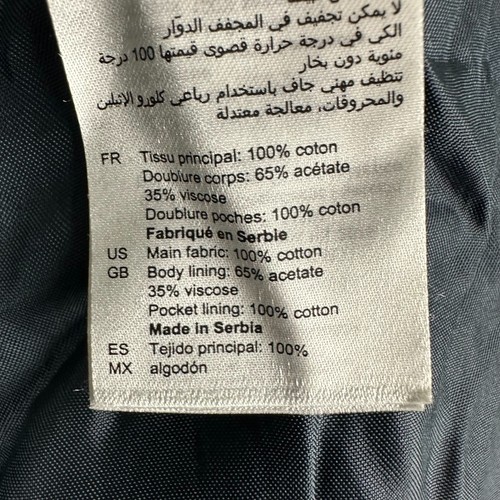 لا يمكن تجفيف في المجفف الدوّار
الكي في درجة حرارة قصوى قيمتها 100 درجة
مئوية دون بخار
تنظيف مهني جاف باستخدام رباعي كلورو الإثيلين
والمحروقات، معالجة معتدلة
FR Tissu principal: 100% coton
Doublure corps: 65% acétate
35% viscose
Doublure poches: 100% coton
Fabriqué en Serbie
US Main fabric: 100% cotton
GB Body lining: 65% acetate
35% viscose
Pocket lining: 100% cotton
Made in Serbia
ES Tejido principal: 100%
MX algodón